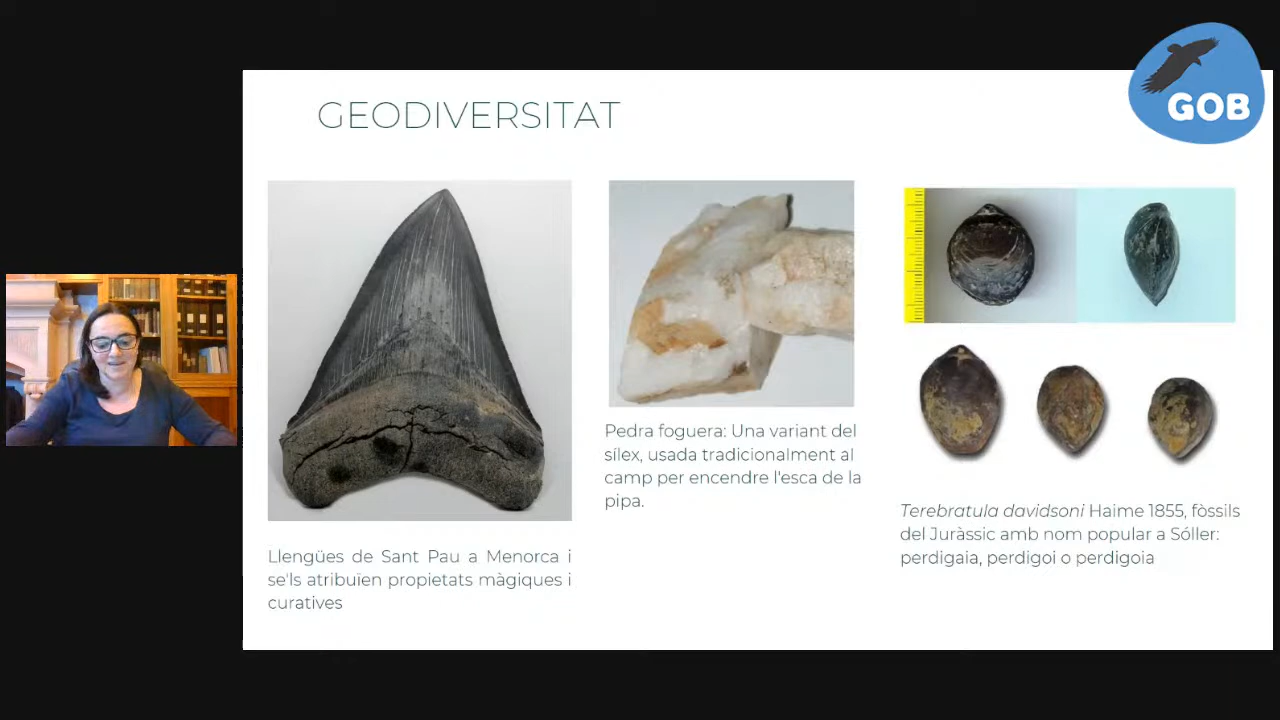 GEODIVERSITAT
GOB
Llengües de Sant Pau a Menorca i
se'ls atribuïen propietats màgiques i
curatives
Pedra foguera: Una variant del
sílex, usada tradicionalment al
camp per encendre l'esca de la
pipa.
Terebratula davidsoni Haime 1855, fòssils
del Juràssic amb nom popular a Sóller:
perdigaia, perdigoi o perdigoia